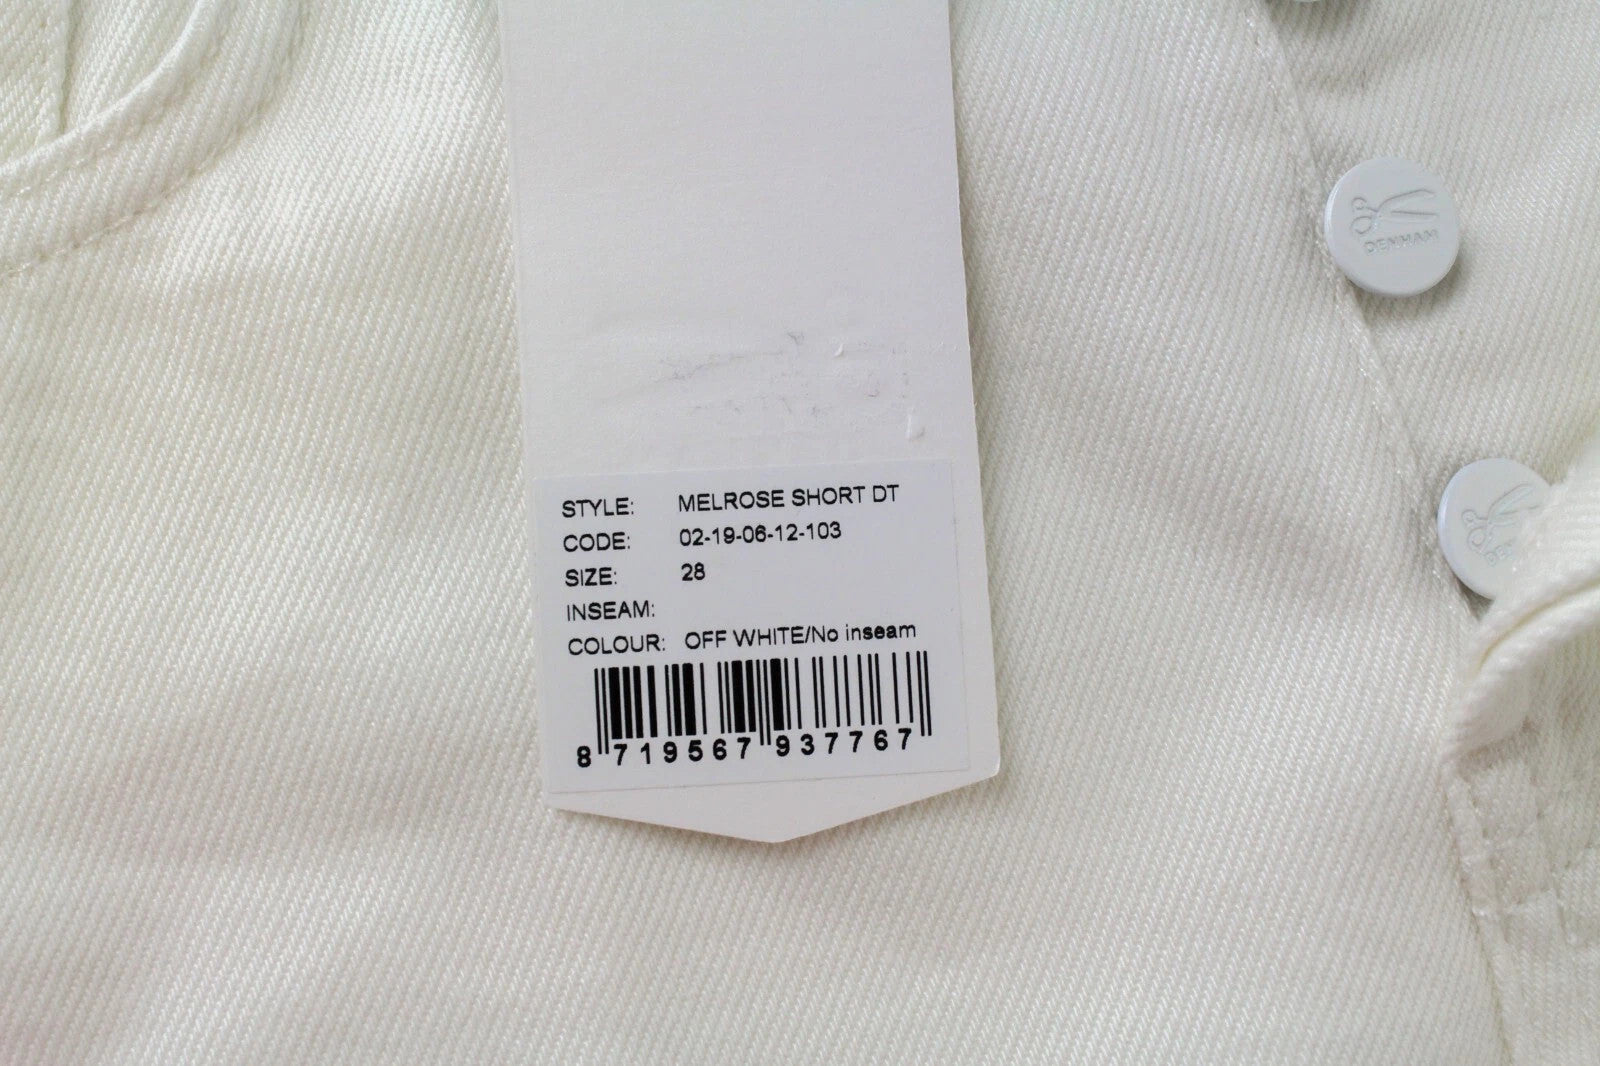 DENHAM
STYLE: MELROSE SHORT DT
CODE: 02-19-06-12-103
SIZE: 28
INSEAM:
COLOUR: OFF WHITE/No inseam
8 719567 937767